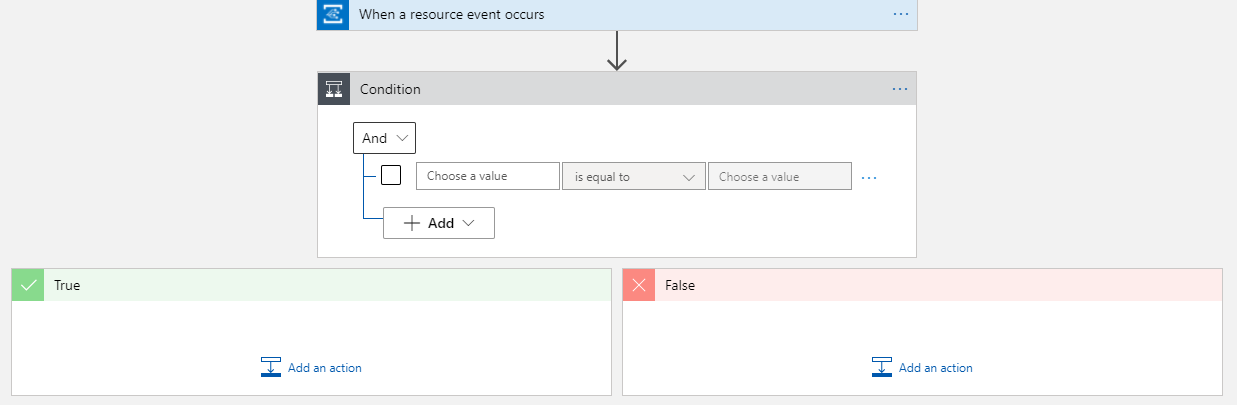 When a resource event occurs
Condition
And
Choose a value
is equal to
Choose a value
Add
True
False
Add an action
Add an action